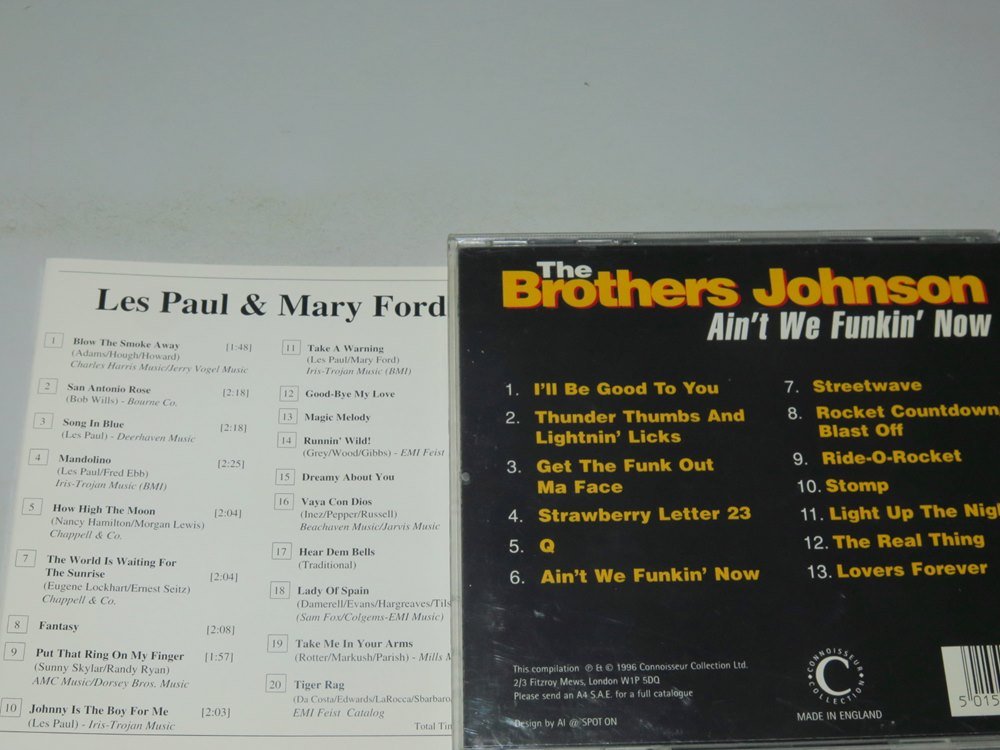 Les Paul & Mary Ford
1 Blow The Smoke Away [1:48]
(Adams/Hough/Howard)
Charles Harris Music/Jerry Vogel Music
2 San Antonio Rose [2:18]
(Bob Wills) - Bourne Co.
3 Song In Blue [2:18]
(Les Paul) - Deerhaven Music
4 Mandolino [2:25]
(Les Paul/Fred Ebb)
Iris-Trojan Music (BMI)
5 How High The Moon [2:04]
(Nancy Hamilton/Morgan Lewis)
Chappell & Co.
7 The World Is Waiting For
The Sunrise [2:04]
(Eugene Lockhart/Ernest Seitz)
Chappell & Co.
8 Fantasy [2:08]
9 Put That Ring On My Finger [1:57]
(Sunny Skylar/Randy Ryan)
AMC Music/Dorsey Bros. Music
10 Johnny Is The Boy For Me [2:03]
(Les Paul) - Iris-Trojan Music
11 Take A Warning
(Les Paul/Mary Ford)
Iris-Trojan Music (BMI)
12 Good-Bye My Love
13 Magic Melody
14 Runnin' Wild!
(Grey/Wood/Gibbs) - EMI Feist
15 Dreamy About You
16 Vaya Con Dios
(Inez/Pepper/Russell)
Beachaven Music/Jarvis Music
17 Hear Dem Bells
(Traditional)
18 Lady Of Spain
(Damerell/Evans/Hargreaves/Tils
(Sam Fox/Colgems-EMI Music)
19 Take Me In Your Arms
(Rotter/Markush/Parish) - Mills M
20 Tiger Rag
(Da Costa/Edwards/LaRocca/Sbarbaro
EMI Feist Catalog
Total Tim
The Brothers Johnson
Ain't We Funkin' Now
1. I'll Be Good To You
2. Thunder Thumbs And
Lightnin' Licks
3. Get The Funk Out
Ma Face
4. Strawberry Letter 23
5. Q
6. Ain't We Funkin' Now
7. Streetwave
8. Rocket Countdown
Blast Off
9. Ride-O-Rocket
10. Stomp
11. Light Up The Nigh
12. The Real Thing
13. Lovers Forever
This compilation ℗ & © 1996 Connoisseur Collection Ltd.
2/3 Fitzroy Mews, London W1P 5DQ
Please send an A4 S.A.E. for a full catalogue
Design by Al @ SPOT ON
CONNOISSEUR COLLECTION
C
MADE IN ENGLAND
5 015